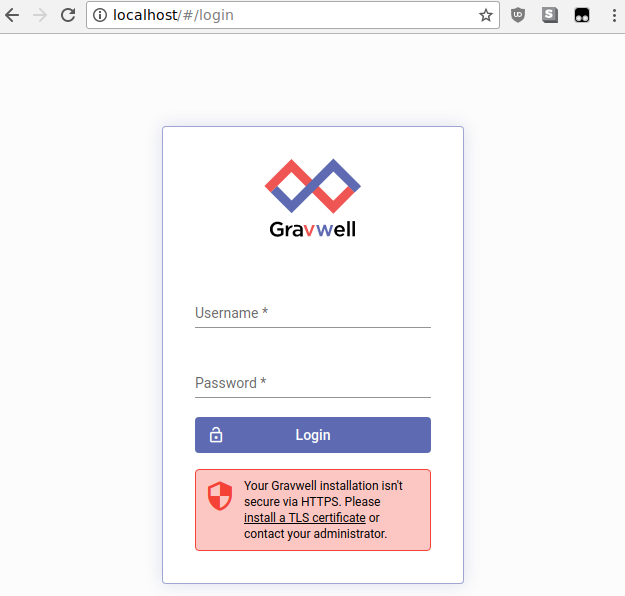 localhost/#/login
UD
S
Gravwell
Username *
Password *
Login
Your Gravwell installation isn't
secure via HTTPS. Please
install a TLS certificate or
contact your administrator.